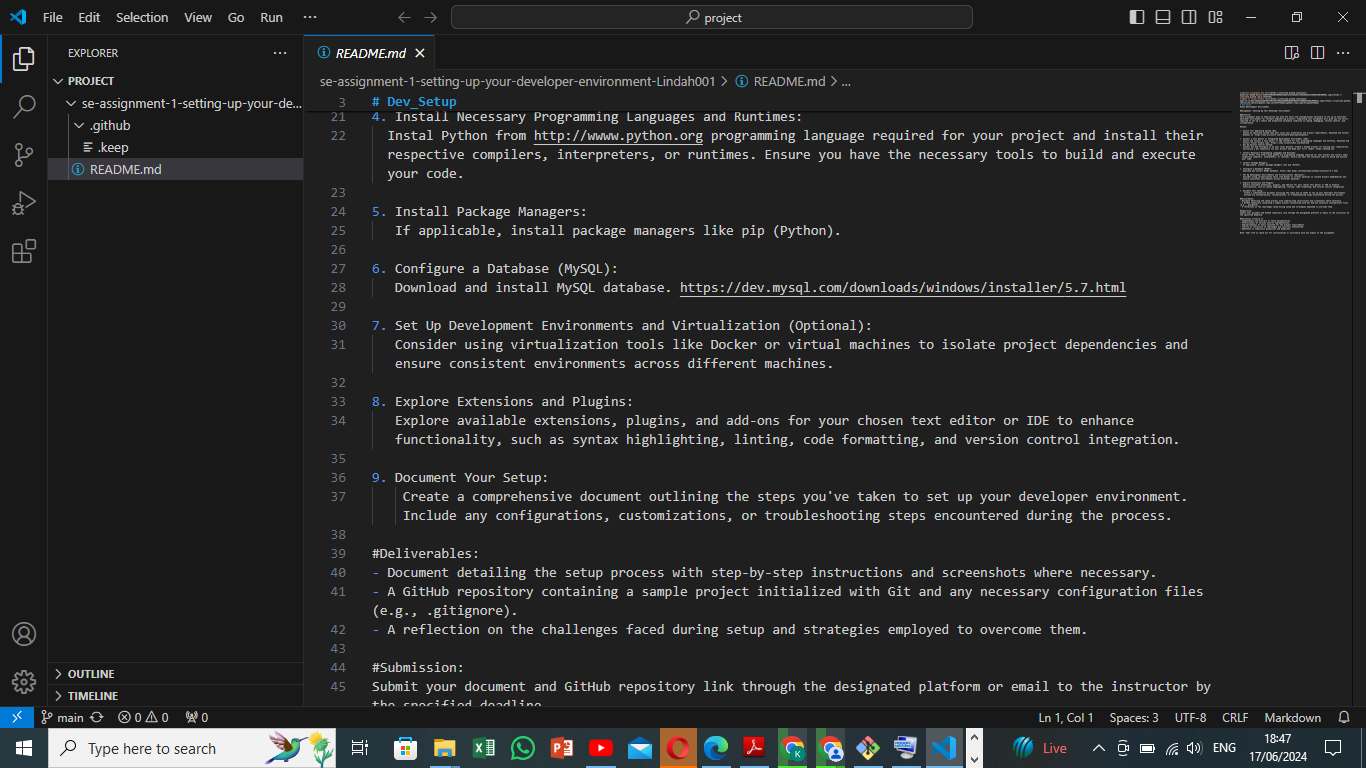 File Edit Selection View Go Run ···
project
EXPLORER ···
README.md
PROJECT
se-assignment-1-setting-up-your-de...
.github
.keep
README.md
OUTLINE
TIMELINE
se-assignment-1-setting-up-your-developer-environment-Lindah001 > README.md > ...
3 # Dev_Setup
21 4. Install Necessary Programming Languages and Runtimes:
22 Instal Python from http://wwww.python.org programming language required for your project and install their
respective compilers, interpreters, or runtimes. Ensure you have the necessary tools to build and execute
your code.
23
24 5. Install Package Managers:
25 If applicable, install package managers like pip (Python).
26
27 6. Configure a Database (MySQL):
28 Download and install MySQL database. https://dev.mysql.com/downloads/windows/installer/5.7.html
29
30 7. Set Up Development Environments and Virtualization (Optional):
31 Consider using virtualization tools like Docker or virtual machines to isolate project dependencies and
ensure consistent environments across different machines.
32
33 8. Explore Extensions and Plugins:
34 Explore available extensions, plugins, and add-ons for your chosen text editor or IDE to enhance
functionality, such as syntax highlighting, linting, code formatting, and version control integration.
35
36 9. Document Your Setup:
37 Create a comprehensive document outlining the steps you've taken to set up your developer environment.
Include any configurations, customizations, or troubleshooting steps encountered during the process.
38
39 #Deliverables:
40 - Document detailing the setup process with step-by-step instructions and screenshots where necessary.
41 - A GitHub repository containing a sample project initialized with Git and any necessary configuration files
(e.g., .gitignore).
42 - A reflection on the challenges faced during setup and strategies employed to overcome them.
43
44 #Submission:
45 Submit your document and GitHub repository link through the designated platform or email to the instructor by
the specified deadline
main 0 0 0 Ln 1, Col 1 Spaces: 3 UTF-8 CRLF Markdown
Type here to search
Live
ENG
18:47
17/06/2024